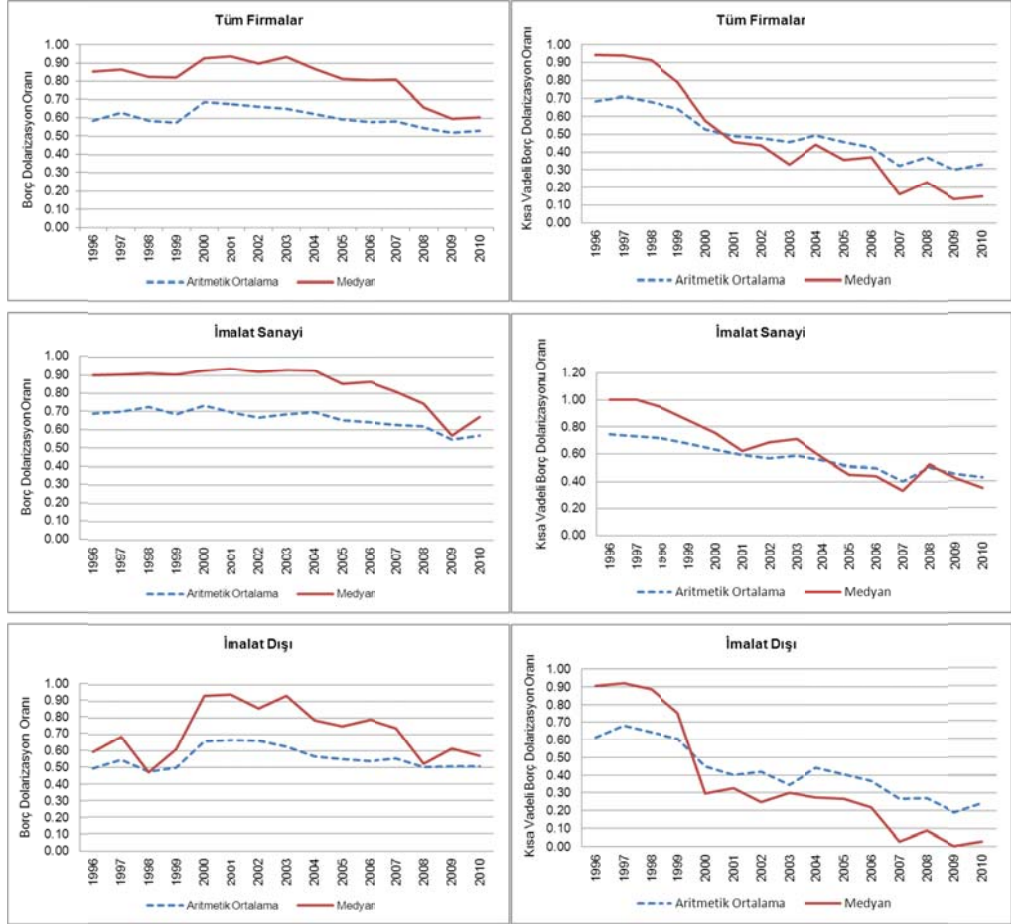 Tüm Firmalar
Borç Dolarizasyon Oranı
1.00
0.90
0.80
0.70
0.60
0.50
0.40
0.30
0.20
0.10
0.00
1996 1997 1998 1999 2000 2001 2002 2003 2004 2005 2006 2007 2008 2009 2010
Aritmetik Ortalama Medyan
Kısa Vadeli Borç Dolarizasyon Oranı
1.00
0.90
0.80
0.70
0.60
0.50
0.40
0.30
0.20
0.10
0.00
1996 1997 1998 1999 2000 2001 2002 2003 2004 2005 2006 2007 2008 2009 2010
Aritmetik Ortalama Medyan
İmalat Sanayi
Borç Dolarizasyon Oranı
1.00
0.90
0.80
0.70
0.60
0.50
0.40
0.30
0.20
0.10
0.00
1996 1997 1998 1999 2000 2001 2002 2003 2004 2005 2006 2007 2008 2009 2010
Aritmetik Ortalama Medyan
İmalat Sanayi
Kısa Vadeli Borç Dolarizasyonu Oranı
1.20
1.00
0.80
0.60
0.40
0.20
0.00
1996 1997 1998 1999 2000 2001 2002 2003 2004 2005 2006 2007 2008 2009 2010
Aritmetik Ortalama Medyan
İmalat Dışı
Borç Dolarizasyon Oranı
1.00
0.90
0.80
0.70
0.60
0.50
0.40
0.30
0.20
0.10
0.00
1996 1997 1998 1999 2000 2001 2002 2003 2004 2005 2006 2007 2008 2009 2010
Aritmetik Ortalama Medyan
İmalat Dışı
Kısa Vadeli Borç Dolarizasyon Oranı
1.00
0.90
0.80
0.70
0.60
0.50
0.40
0.30
0.20
0.10
0.00
1996 1997 1998 1999 2000 2001 2002 2003 2004 2005 2006 2007 2008 2009 2010
Aritmetik Ortalama Medyan